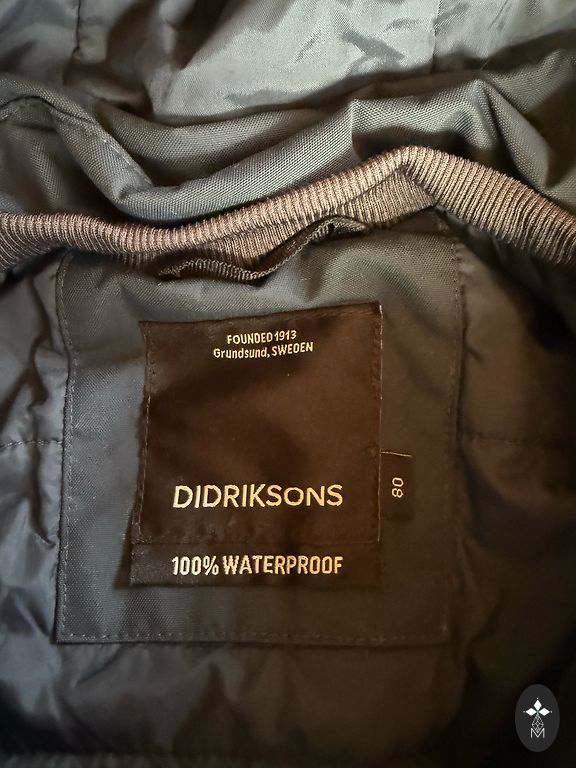 FOUNDED 1913
Grundsund, SWEDEN
DIDRIKSONS
80
100% WATERPROOF